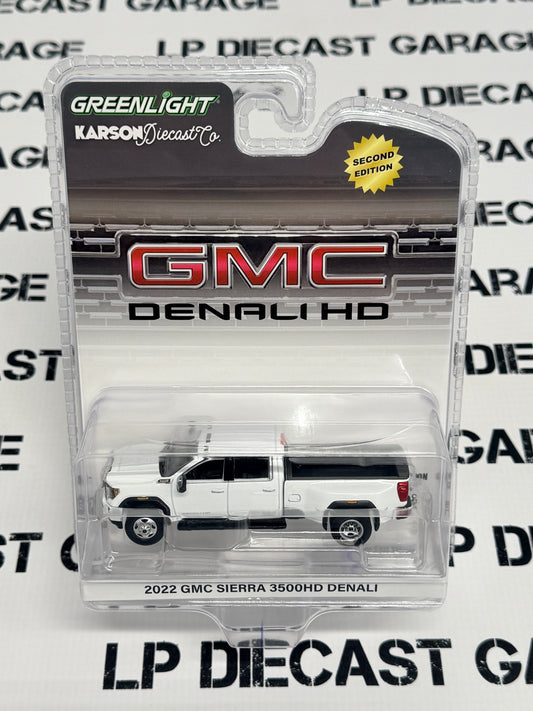 LP DIECAST GARAGE
LP DIECAST
GARAGE
GREENLIGHT
KARSON Diecast Co.
SECOND
EDITION
GMC
DENALI HD
2022 GMC SIERRA 3500HD DENALI
LP DIECAST GARAGE